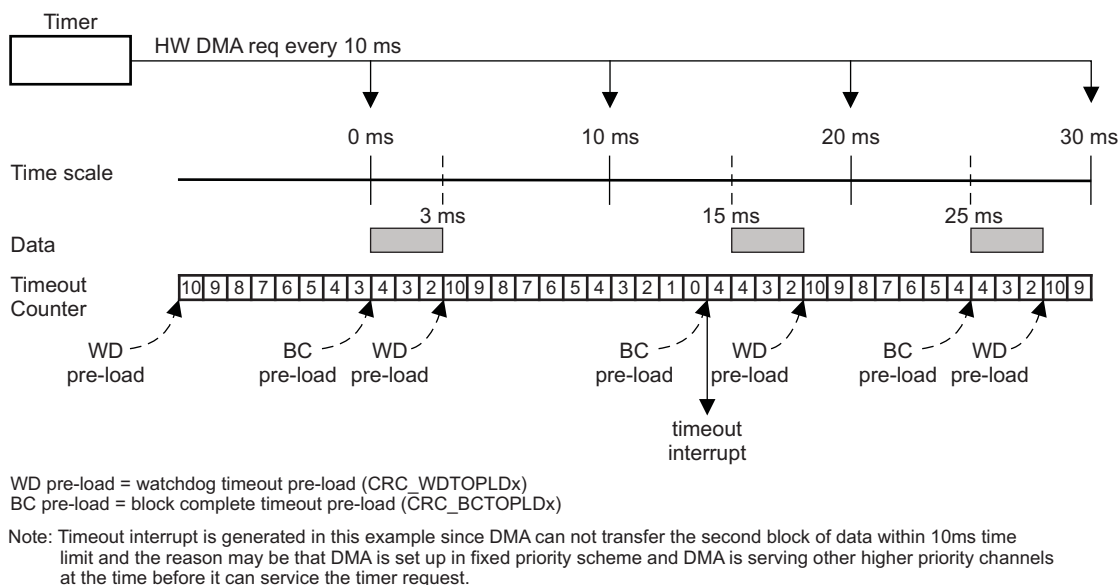 Timer
HW DMA req every 10 ms
0 ms 10 ms 20 ms 30 ms
Time scale
3 ms 15 ms 25 ms
Data
Timeout
Counter
10 9 8 7 6 5 4 3 4 3 2 10 9 8 7 6 5 4 3 2 1 0 4 4 3 2 10 9 8 7 6 5 4 4 3 2 10 9
WD
pre-load
BC
pre-load
WD
pre-load
BC
pre-load
WD
pre-load
BC
pre-load
WD
pre-load
timeout
interrupt
WD pre-load = watchdog timeout pre-load (CRC_WDTOPLDx)
BC pre-load = block complete timeout pre-load (CRC_BCTOPLDx)
Note: Timeout interrupt is generated in this example since DMA can not transfer the second block of data within 10ms time
limit and the reason may be that DMA is set up in fixed priority scheme and DMA is serving other higher priority channels
at the time before it can service the timer request.